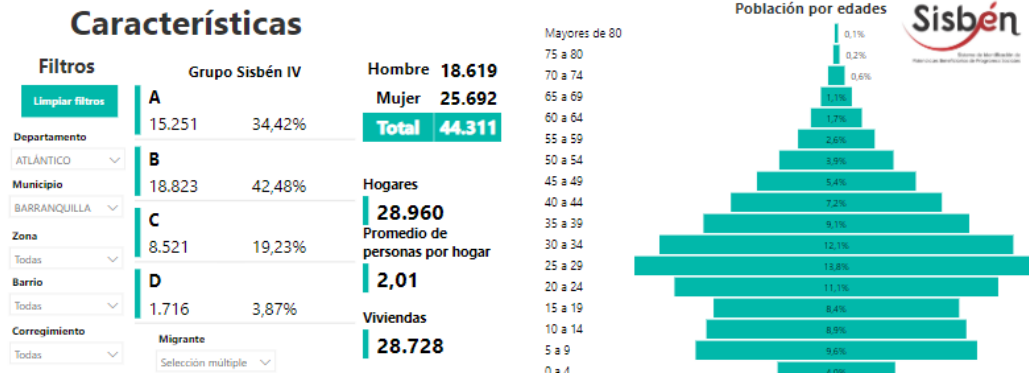 Características
Filtros
Limpiar filtros
Departamento
ATLÁNTICO
Municipio
BARRANQUILLA
Zona
Todas
Barrio
Todas
Corregimiento
Todas
Grupo Sisbén IV
A
15.251 34,42%
B
18.823 42,48%
C
8.521 19,23%
D
1.716 3,87%
Migrante
Selección múltiple
Hombre 18.619
Mujer 25.692
Total 44.311
Hogares
28.960
Promedio de
personas por hogar
2,01
Viviendas
28.728
Población por edades
Sisbén
Mayores de 80 0,1%
75 a 80 0,2%
70 a 74 0,6%
65 a 69 1,1%
60 a 64 1,7%
55 a 59 2,6%
50 a 54 3,9%
45 a 49 5,4%
40 a 44 7,2%
35 a 39 9,1%
30 a 34 12,1%
25 a 29 13,8%
20 a 24 11,1%
15 a 19 8,4%
10 a 14 8,9%
5 a 9 9,6%
0 a 4 4,0%